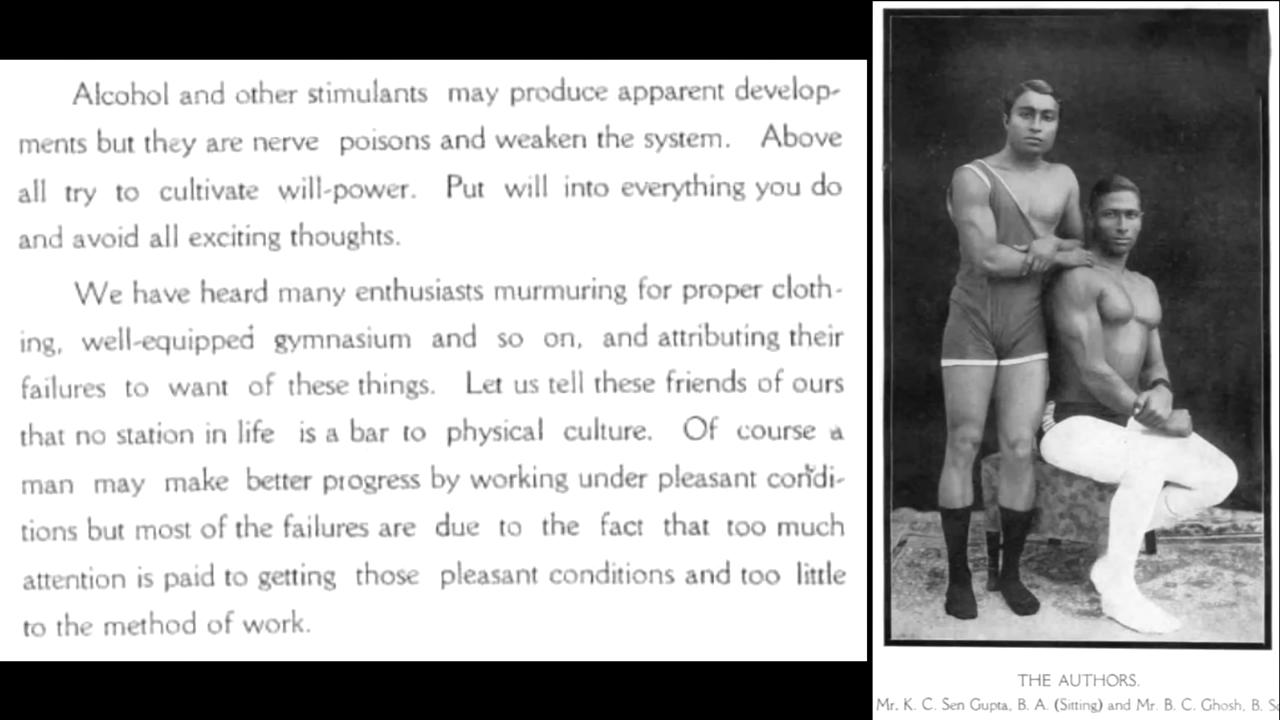 Alcohol and other stimulants may produce apparent develop-
ments but they are nerve poisons and weaken the system. Above
all try to cultivate will-power. Put will into everything you do
and avoid all exciting thoughts.
We have heard many enthusiasts murmuring for proper cloth-
ing, well-equipped gymnasium and so on, and attributing their
failures to want of these things. Let us tell these friends of ours
that no station in life is a bar to physical culture. Of course a
man may make better progress by working under pleasant condi-
tions but most of the failures are due to the fact that too much
attention is paid to getting those pleasant conditions and too little
to the method of work.
THE AUTHORS.
Mr. K. C. Sen Gupta, B. A. (Sitting) and Mr. B. C. Ghosh, B.